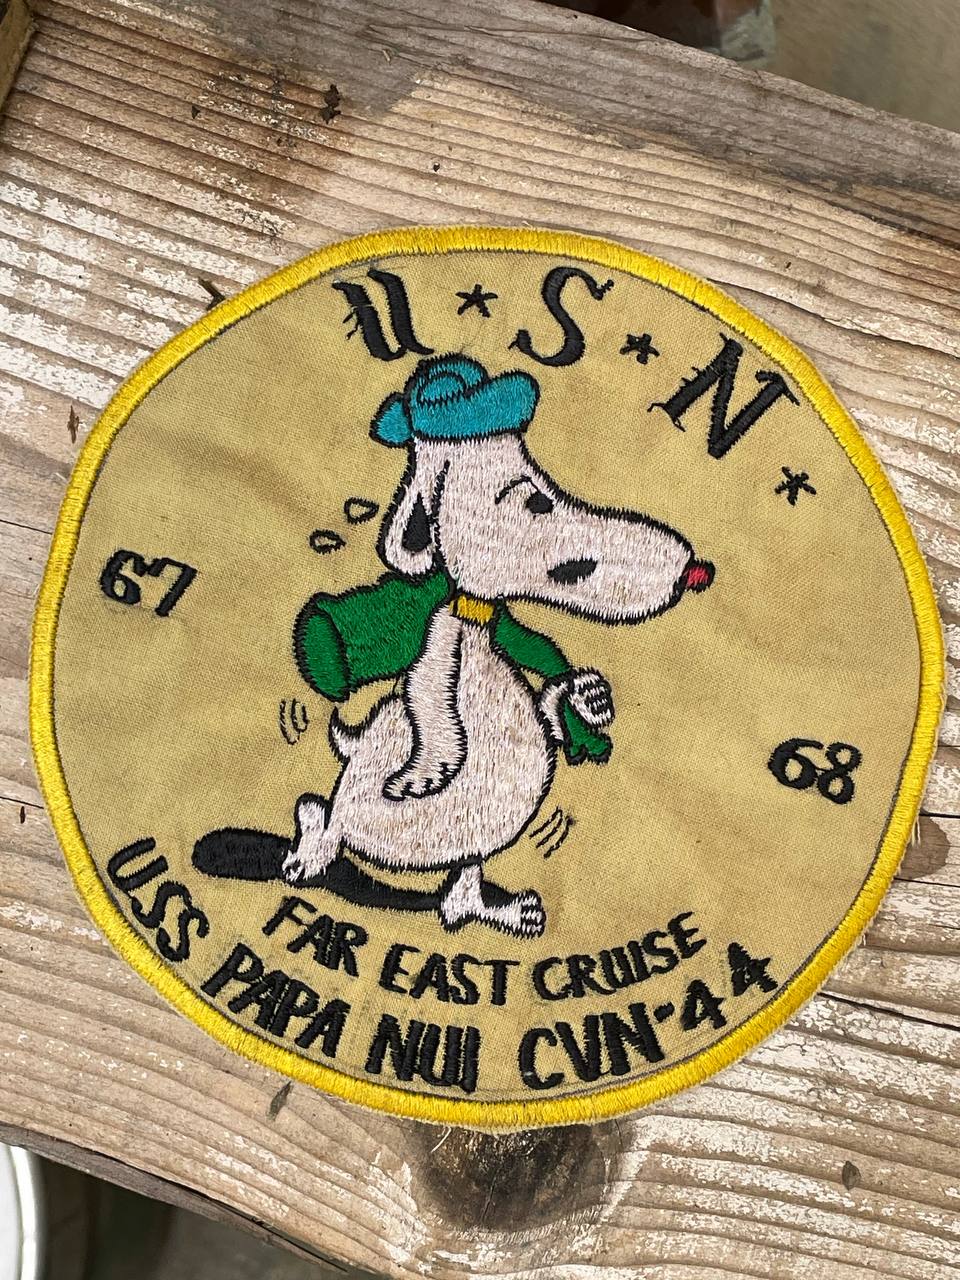 U*S*N*
67
68
FAR EAST CRUISE
USS PAPA NUI CVN-44